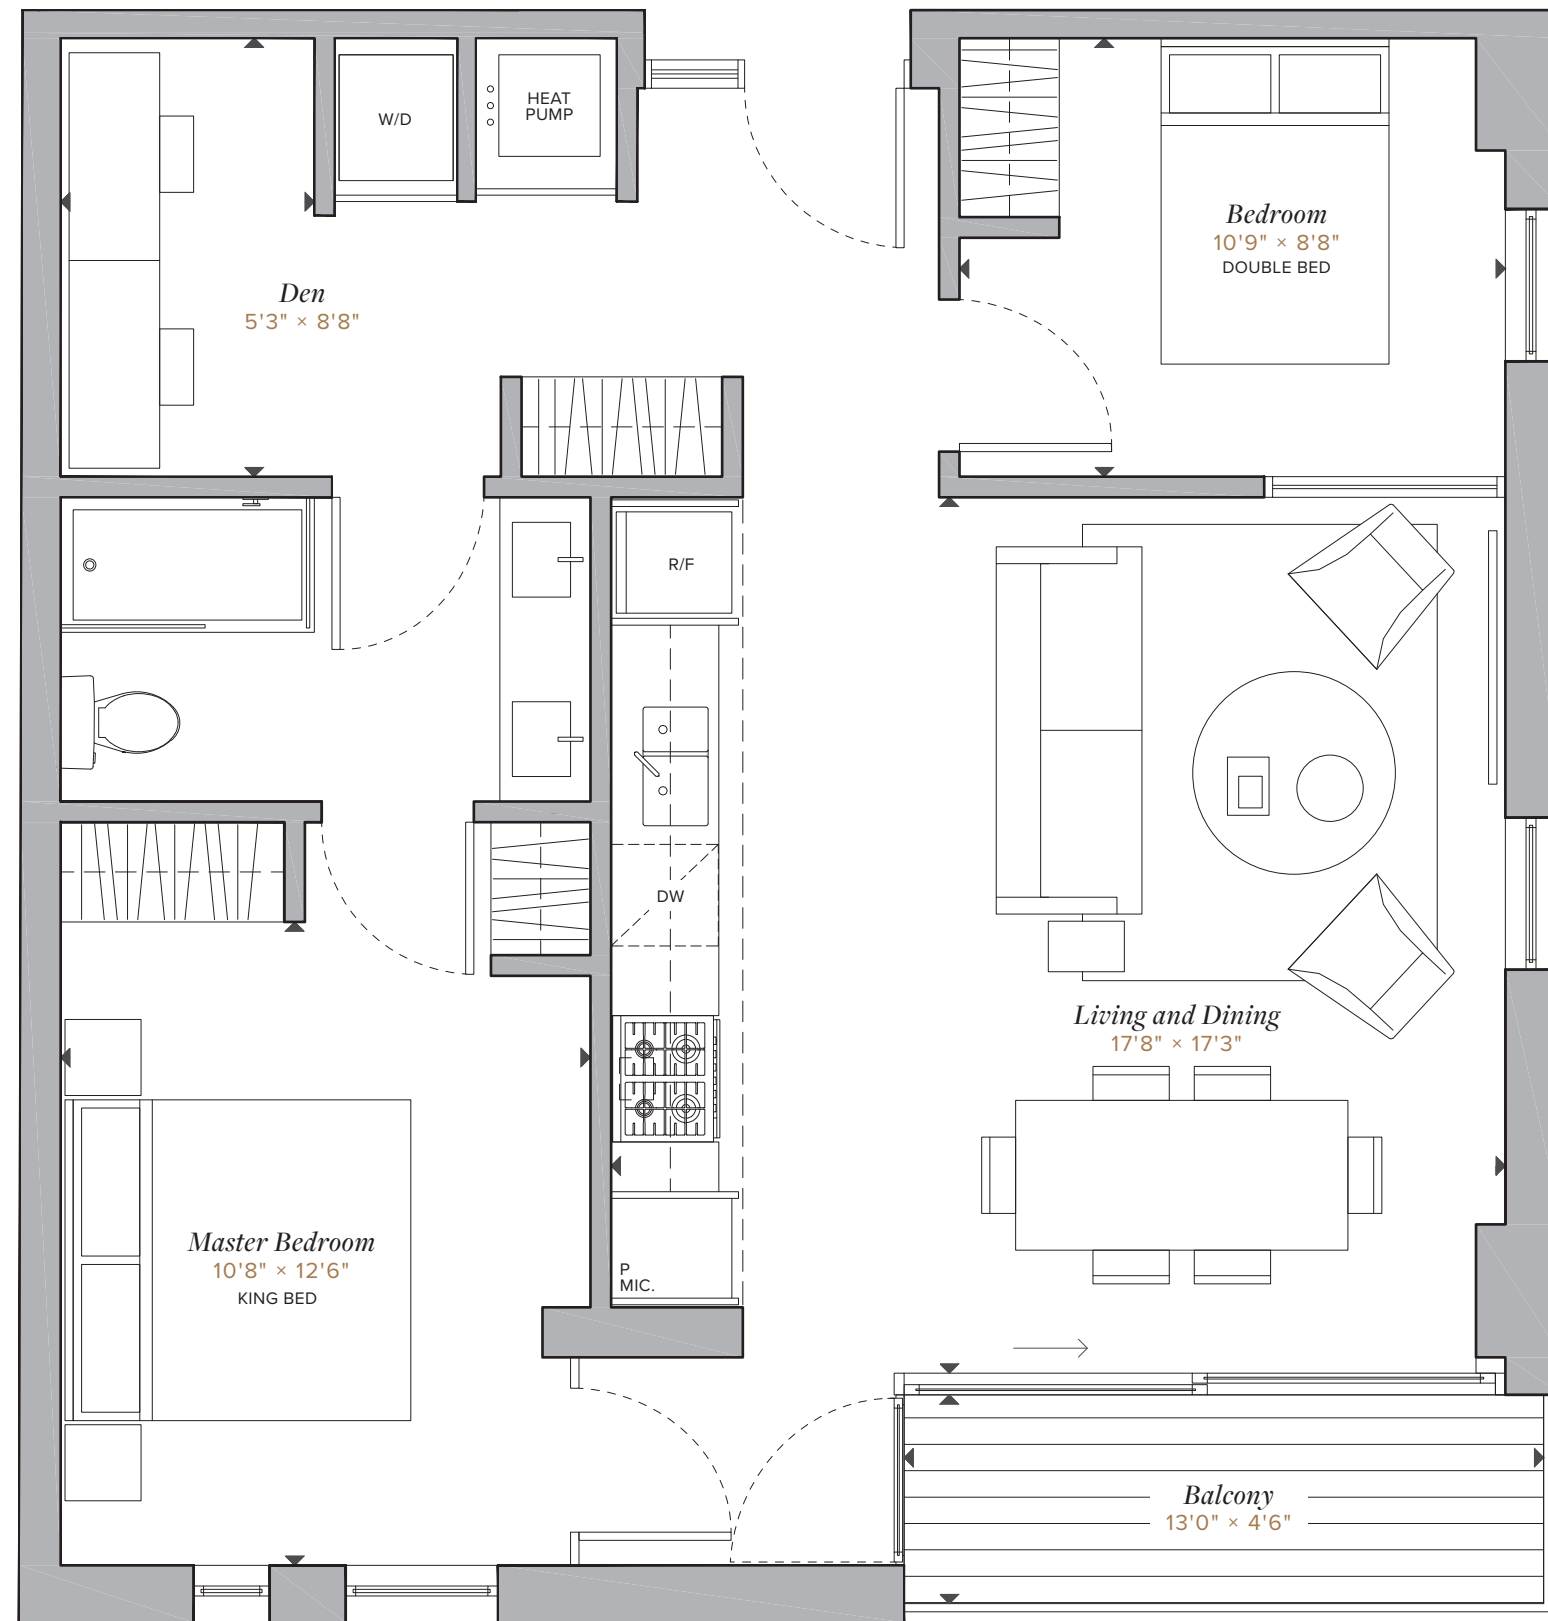 W/D
HEAT
PUMP
Bedroom
10'9" × 8'8"
DOUBLE BED
Den
5'3" × 8'8"
R/F
DW
Living and Dining
17'8" × 17'3"
Master Bedroom
10'8" × 12'6"
KING BED
P
MIC.
Balcony
13'0" × 4'6"